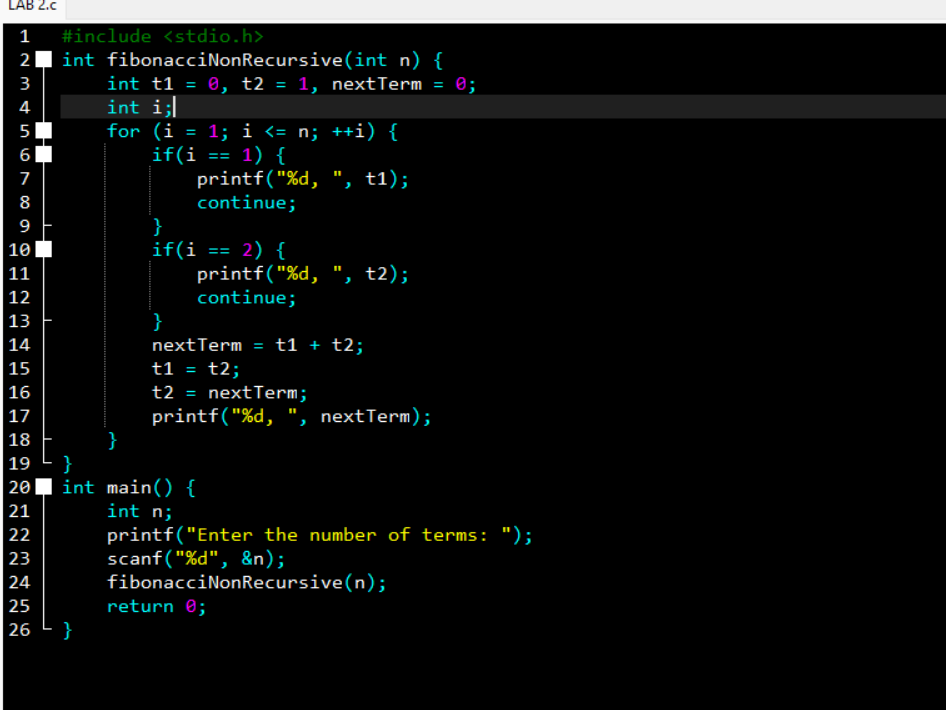 LAB 2.c
1 #include <stdio.h>
2 int fibonacciNonRecursive(int n) {
3     int t1 = 0, t2 = 1, nextTerm = 0;
4     int i;
5     for (i = 1; i <= n; ++i) {
6         if(i == 1) {
7             printf("%d, ", t1);
8             continue;
9         }
10         if(i == 2) {
11             printf("%d, ", t2);
12             continue;
13         }
14         nextTerm = t1 + t2;
15         t1 = t2;
16         t2 = nextTerm;
17         printf("%d, ", nextTerm);
18     }
19 }
20 int main() {
21     int n;
22     printf("Enter the number of terms: ");
23     scanf("%d", &n);
24     fibonacciNonRecursive(n);
25     return 0;
26 }